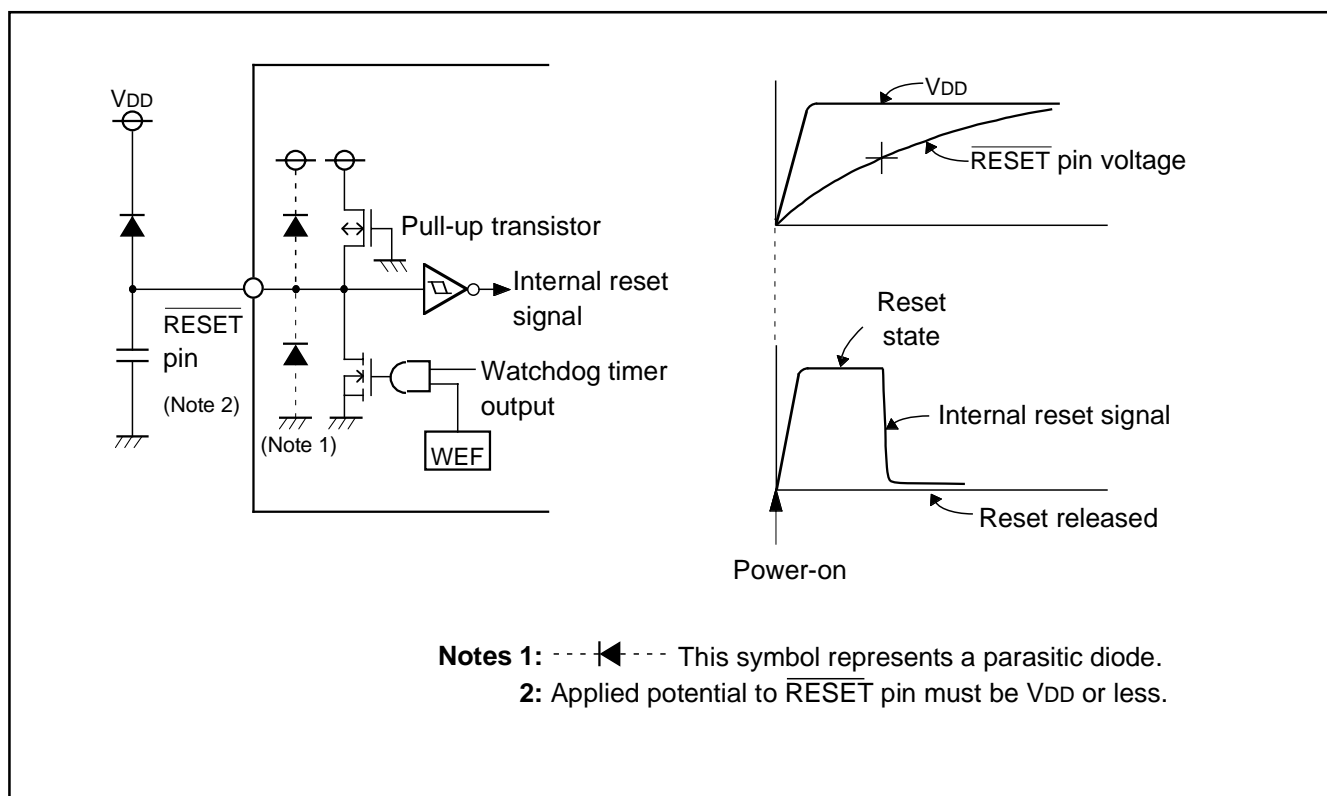 VDD
RESET
pin
(Note 2)
(Note 1)
Pull-up transistor
Internal reset
signal
Watchdog timer
output
WEF
VDD
RESET pin voltage
Reset
state
Internal reset signal
Reset released
Power-on
Notes 1: This symbol represents a parasitic diode.
2: Applied potential to RESET pin must be VDD or less.